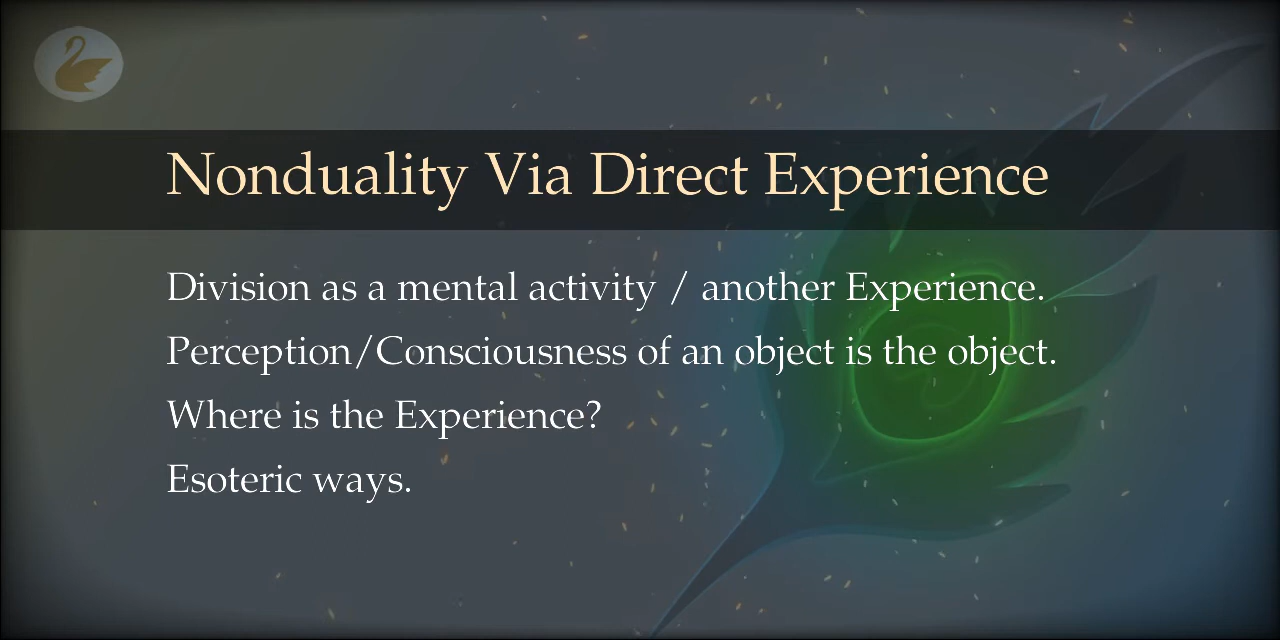 Nonduality Via Direct Experience
Division as a mental activity / another Experience.
Perception/Consciousness of an object is the object.
Where is the Experience?
Esoteric ways.